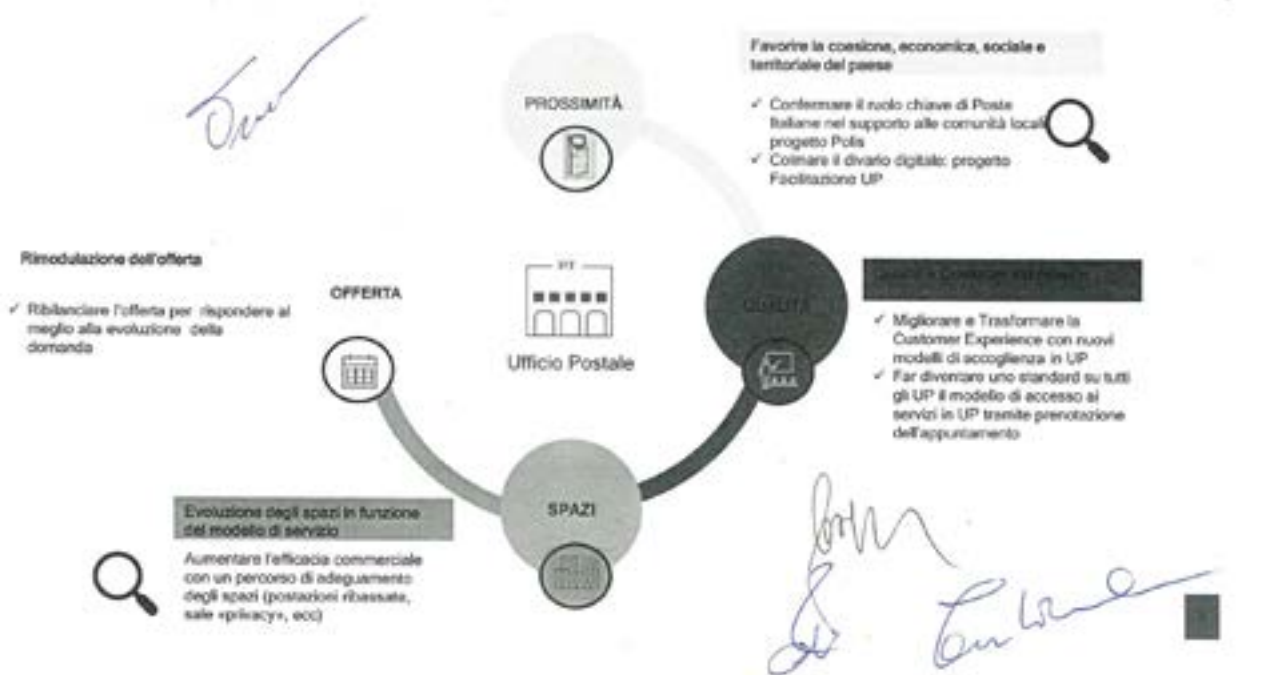 PROSSIMITÀ
Favorire la coesione, economica, sociale e
territoriale del paese
✓ Confermare il ruolo chiave di Poste
Italiane nel supporto alle comunità locali
progetto Polis
✓ Colmare il divario digitale: progetto
Facilitazione UP
Rimodulazione dell'offerta
✓ Ribilanciare l'offerta per rispondere al
meglio alla evoluzione della
domanda
OFFERTA
Ufficio Postale
QUALITÀ
✓ Migliorare e Trasformare la
Customer Experience con nuovi
modelli di accoglienza in UP
✓ Far diventare uno standard su tutti
gli UP il modello di accesso ai
servizi in UP tramite prenotazione
dell'appuntamento
SPAZI
Evoluzione degli spazi in funzione
del modello di servizio
Aumentare l'efficacia commerciale
con un percorso di adeguamento
degli spazi (postazioni ribassate,
sale «privacy», ecc)